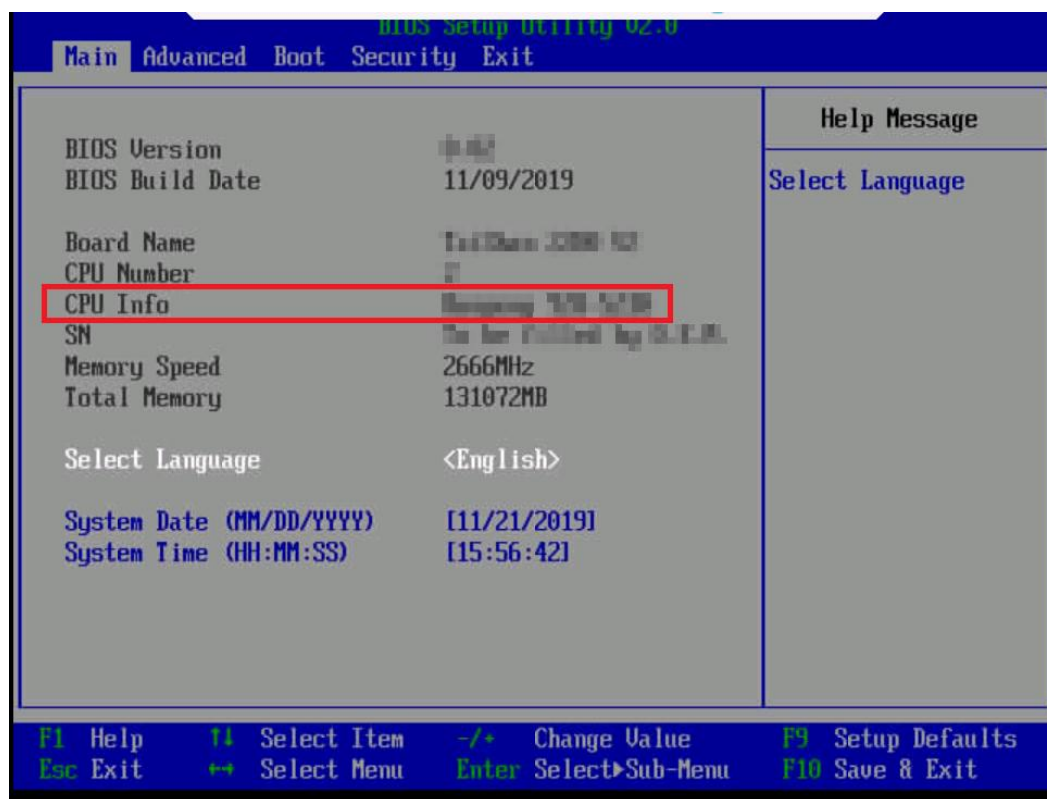 BIOS Setup Utility V2.0
Main Advanced Boot Security Exit
Help Message
Select Language
BIOS Version
BIOS Build Date 11/09/2019
Board Name
CPU Number
CPU Info
SN
Memory Speed 2666MHz
Total Memory 131072MB
Select Language <English>
System Date (MM/DD/YYYY) [11/21/2019]
System Time (HH:MM:SS) [15:56:42]
F1 Help ↑↓ Select Item -/+ Change Value F9 Setup Defaults
Esc Exit ←→ Select Menu Enter Select▶Sub-Menu F10 Save & Exit